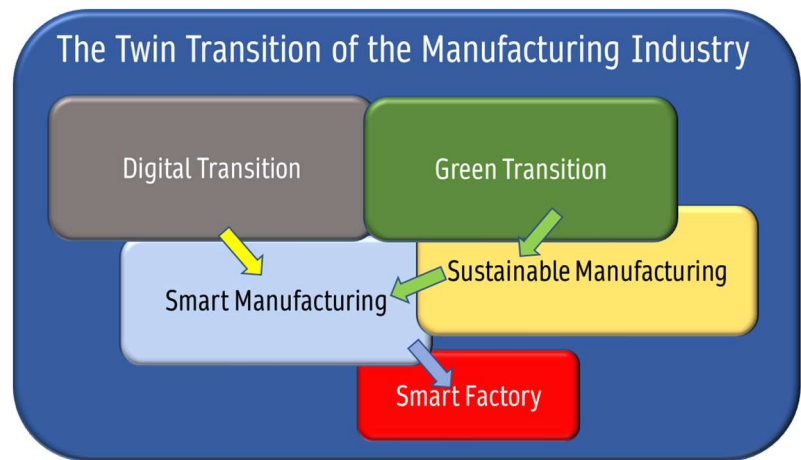 The Twin Transition of the Manufacturing Industry
Digital Transition
Green Transition
Sustainable Manufacturing
Smart Manufacturing
Smart Factory